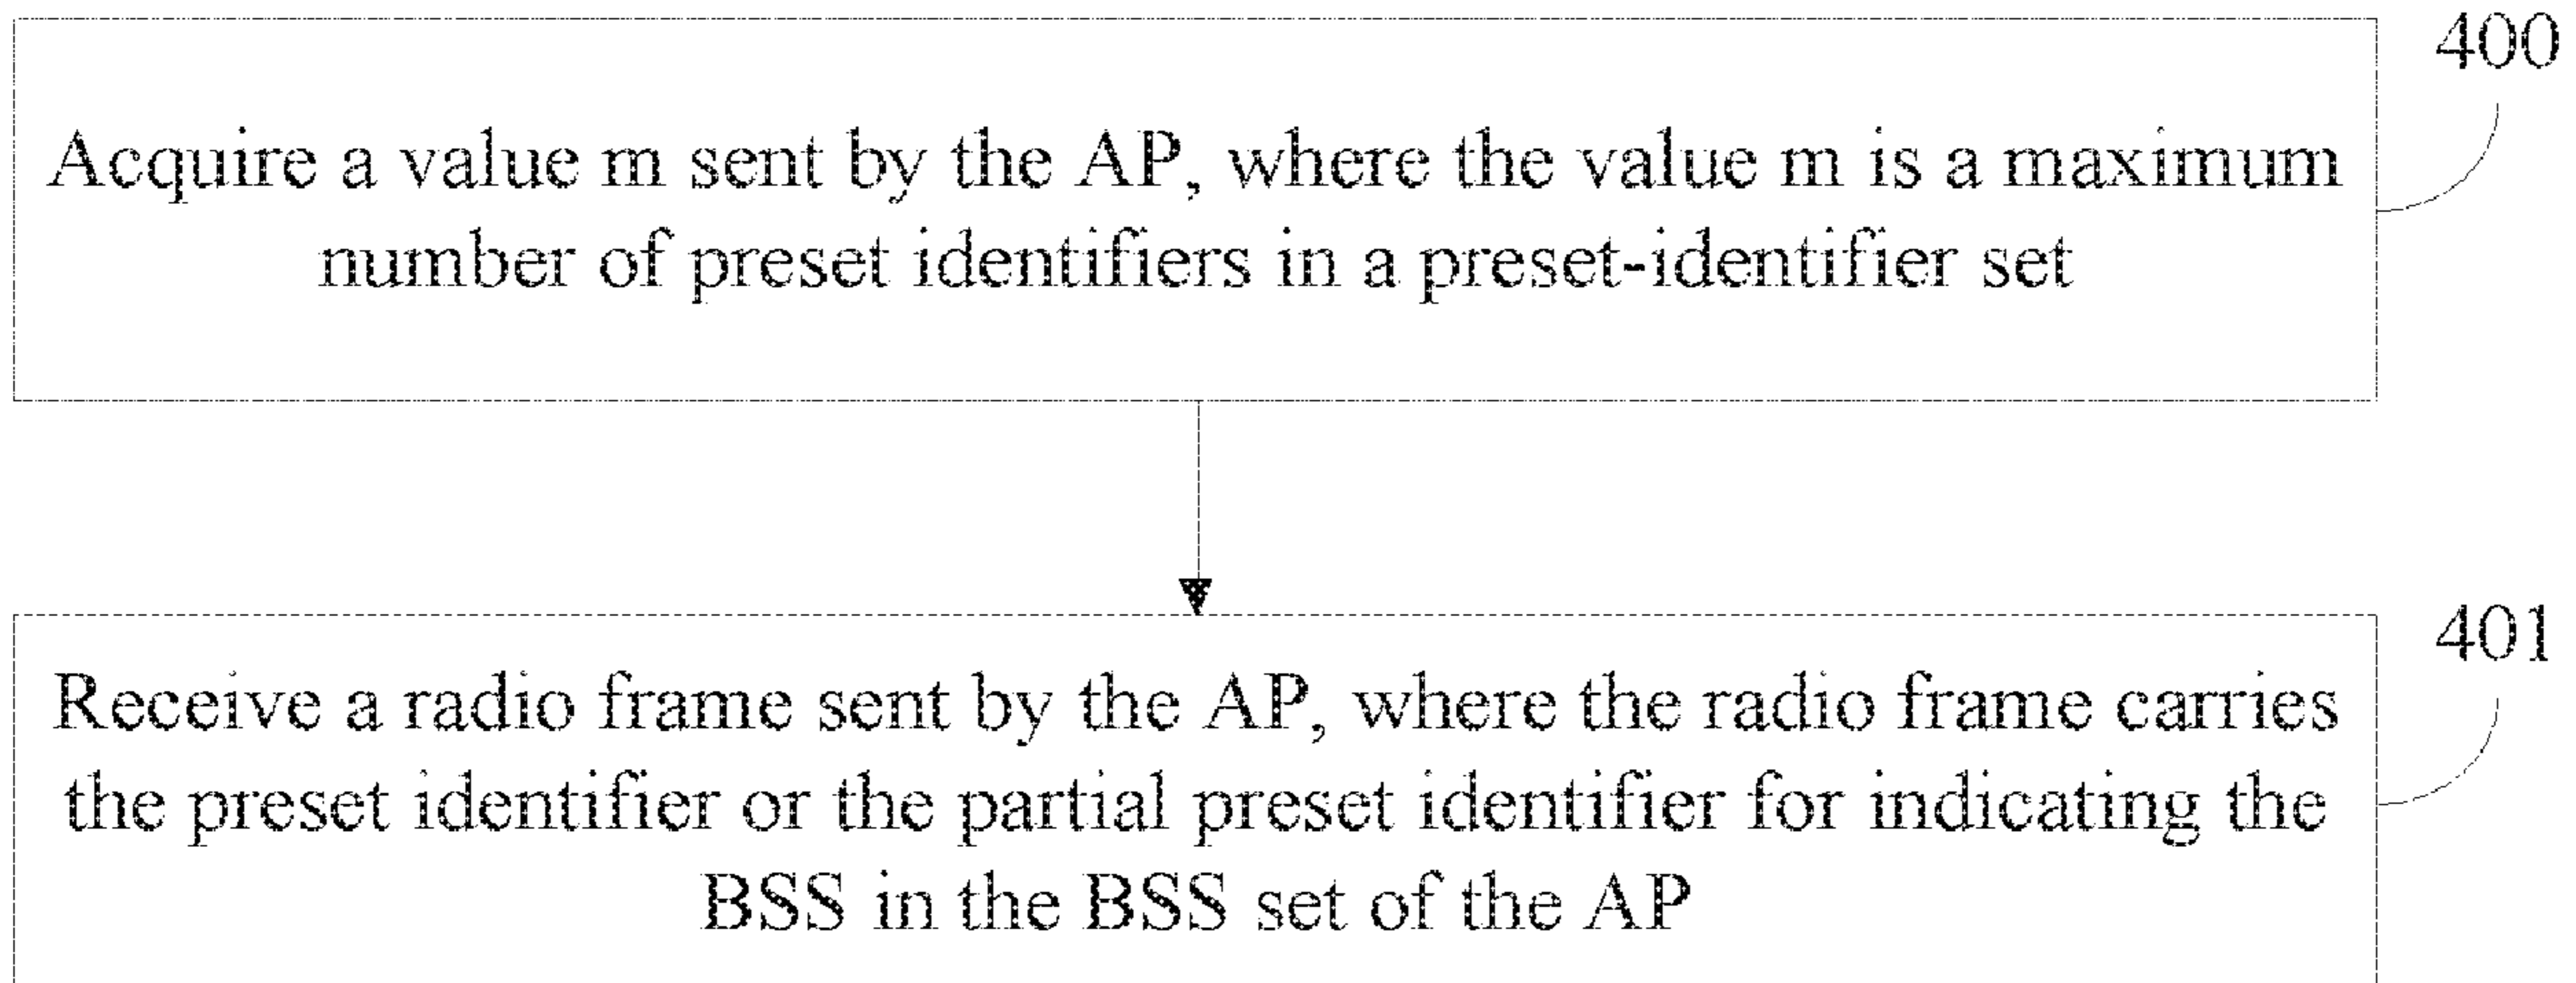 400
Acquire a value m sent by the AP, where the value m is a maximum
number of preset identifiers in a preset-identifier set
401
Receive a radio frame sent by the AP, where the radio frame carries
the preset identifier or the partial preset identifier for indicating the
BSS in the BSS set of the AP